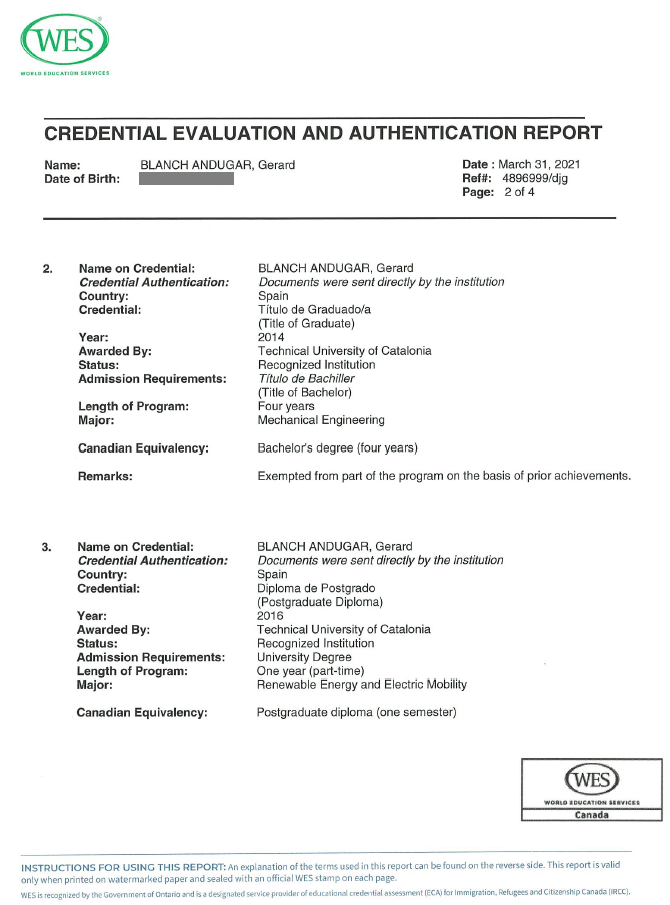 WES
WORLD EDUCATION SERVICES
CREDENTIAL EVALUATION AND AUTHENTICATION REPORT
Name: BLANCH ANDUGAR, Gerard Date : March 31, 2021
Date of Birth: Ref#: 4896999/djg
Page: 2 of 4
2. Name on Credential: BLANCH ANDUGAR, Gerard
Credential Authentication: Documents were sent directly by the institution
Country: Spain
Credential: Título de Graduado/a
(Title of Graduate)
Year: 2014
Awarded By: Technical University of Catalonia
Status: Recognized Institution
Admission Requirements: Título de Bachiller
(Title of Bachelor)
Length of Program: Four years
Major: Mechanical Engineering
Canadian Equivalency: Bachelor's degree (four years)
Remarks: Exempted from part of the program on the basis of prior achievements.
3. Name on Credential: BLANCH ANDUGAR, Gerard
Credential Authentication: Documents were sent directly by the institution
Country: Spain
Credential: Diploma de Postgrado
(Postgraduate Diploma)
Year: 2016
Awarded By: Technical University of Catalonia
Status: Recognized Institution
Admission Requirements: University Degree
Length of Program: One year (part-time)
Major: Renewable Energy and Electric Mobility
Canadian Equivalency: Postgraduate diploma (one semester)
WES
WORLD EDUCATION SERVICES
Canada
INSTRUCTIONS FOR USING THIS REPORT: An explanation of the terms used in this report can be found on the reverse side. This report is valid
only when printed on watermarked paper and sealed with an official WES stamp on each page.
WES is recognized by the Government of Ontario and is a designated service provider of educational credential assessment (ECA) for Immigration, Refugees and Citizenship Canada (IRCC).